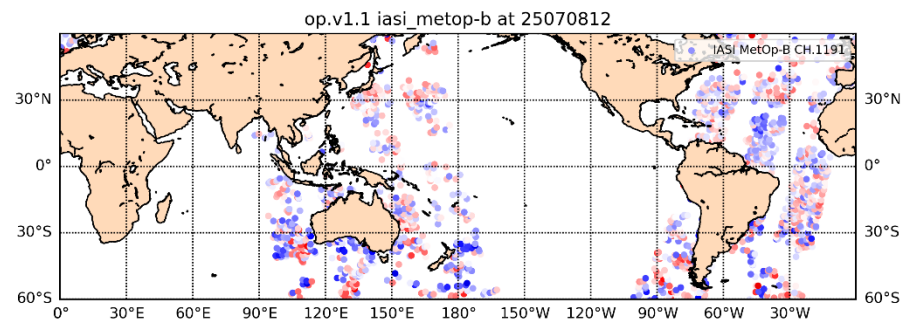 op.v1.1 iasi_metop-b at 25070812
IASI MetOp-B CH.1191
30°N 30°N
0° 0°
30°S 30°S
60°S 60°S
0° 30°E 60°E 90°E 120°E 150°E 180° 150°W 120°W 90°W 60°W 30°W